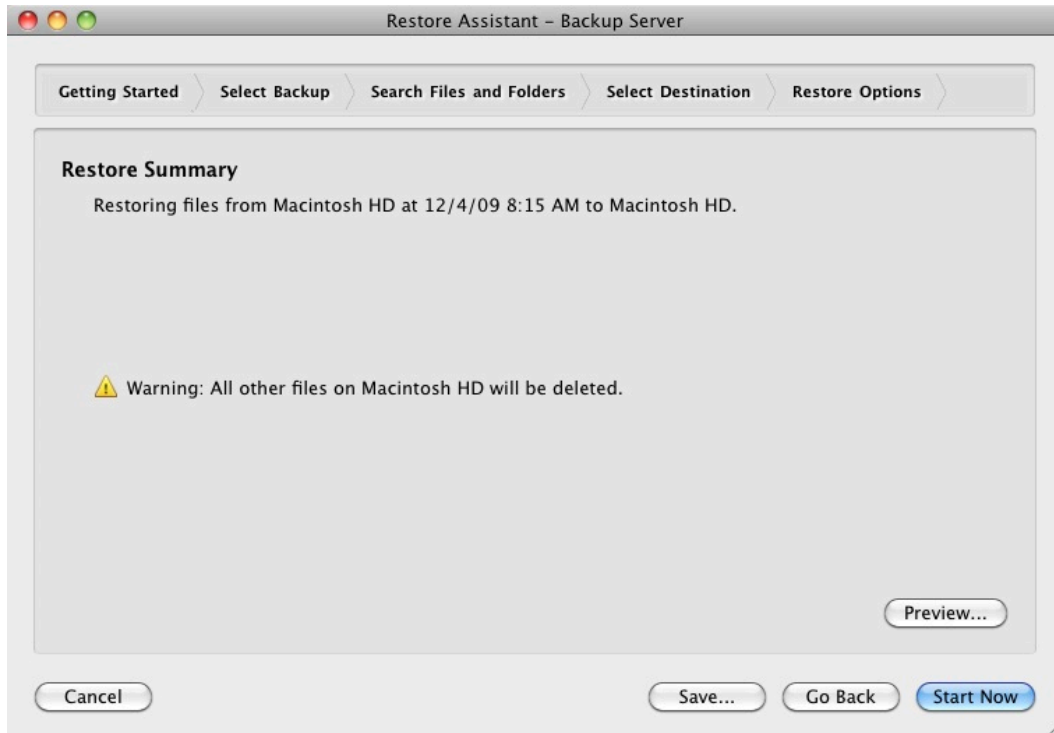 Restore Assistant – Backup Server
Getting Started Select Backup Search Files and Folders Select Destination Restore Options
Restore Summary
Restoring files from Macintosh HD at 12/4/09 8:15 AM to Macintosh HD.
Warning: All other files on Macintosh HD will be deleted.
Preview...
Cancel Save... Go Back Start Now